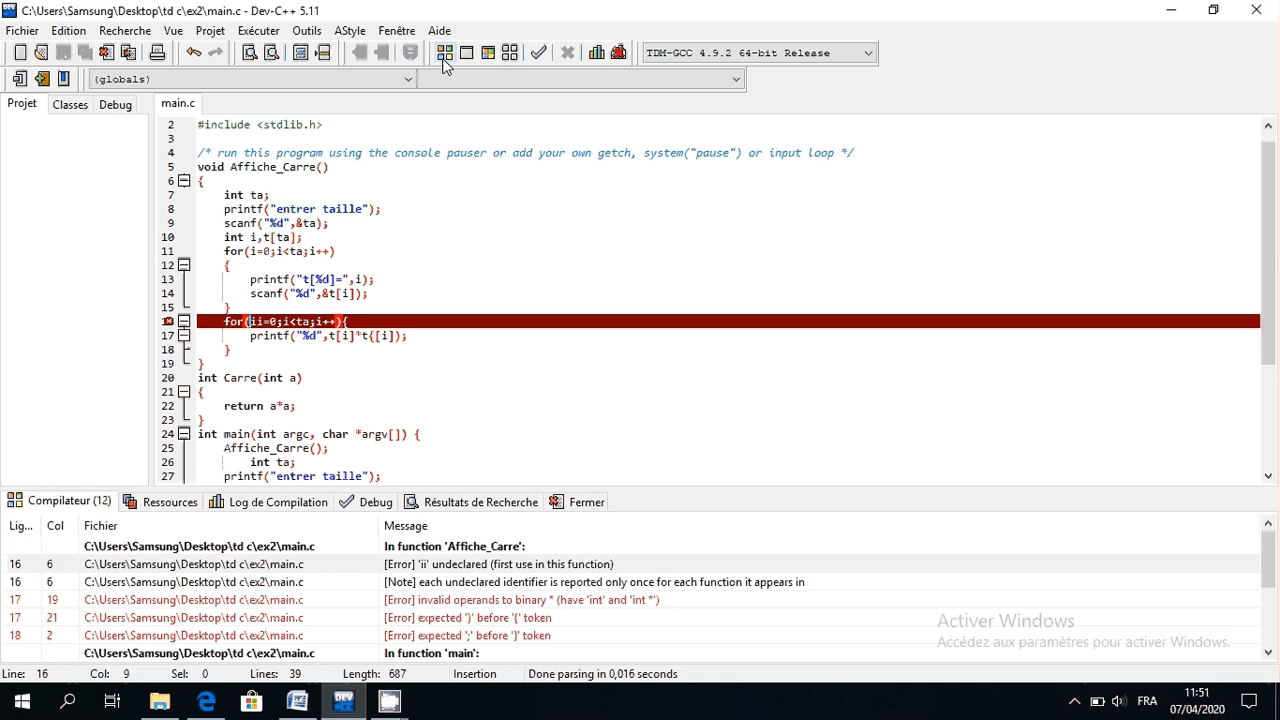 C:\Users\Samsung\Desktop\td c\ex2\main.c - Dev-C++ 5.11
Fichier Edition Recherche Vue Projet Exécuter Outils AStyle Fenêtre Aide
TDM-GCC 4.9.2 64-bit Release
(globals)
Projet Classes Debug main.c
2 #include <stdlib.h>
3
4 /* run this program using the console pauser or add your own getch, system("pause") or input loop */
5 void Affiche_Carre()
6 {
7 int ta;
8 printf("entrer taille");
9 scanf("%d",&ta);
10 int i,t[ta];
11 for(i=0;i<ta;i++)
12 {
13 printf("t[%d]=",i);
14 scanf("%d",&t[i]);
15 }
for(ii=0;i<ta;i++){
17 printf("%d",t[i]*t{[i]);
18 }
19 }
20 int Carre(int a)
21 {
22 return a*a;
23 }
24 int main(int argc, char *argv[]) {
25 Affiche_Carre();
26 int ta;
27 printf("entrer taille");
Compilateur (12) Ressources Log de Compilation Debug Résultats de Recherche Fermer
Lig... Col Fichier Message
C:\Users\Samsung\Desktop\td c\ex2\main.c In function 'Affiche_Carre':
16 6 C:\Users\Samsung\Desktop\td c\ex2\main.c [Error] 'ii' undeclared (first use in this function)
16 6 C:\Users\Samsung\Desktop\td c\ex2\main.c [Note] each undeclared identifier is reported only once for each function it appears in
17 19 C:\Users\Samsung\Desktop\td c\ex2\main.c [Error] invalid operands to binary * (have 'int' and 'int *')
17 21 C:\Users\Samsung\Desktop\td c\ex2\main.c [Error] expected ')' before '{' token
18 2 C:\Users\Samsung\Desktop\td c\ex2\main.c [Error] expected ';' before '}' token
C:\Users\Samsung\Desktop\td c\ex2\main.c In function 'main':
Activer Windows
Accédez aux paramètres pour activer Windows.
Line: 16 Col: 9 Sel: 0 Lines: 39 Length: 687 Insertion Done parsing in 0,016 seconds
DEV
FRA
11:51
07/04/2020